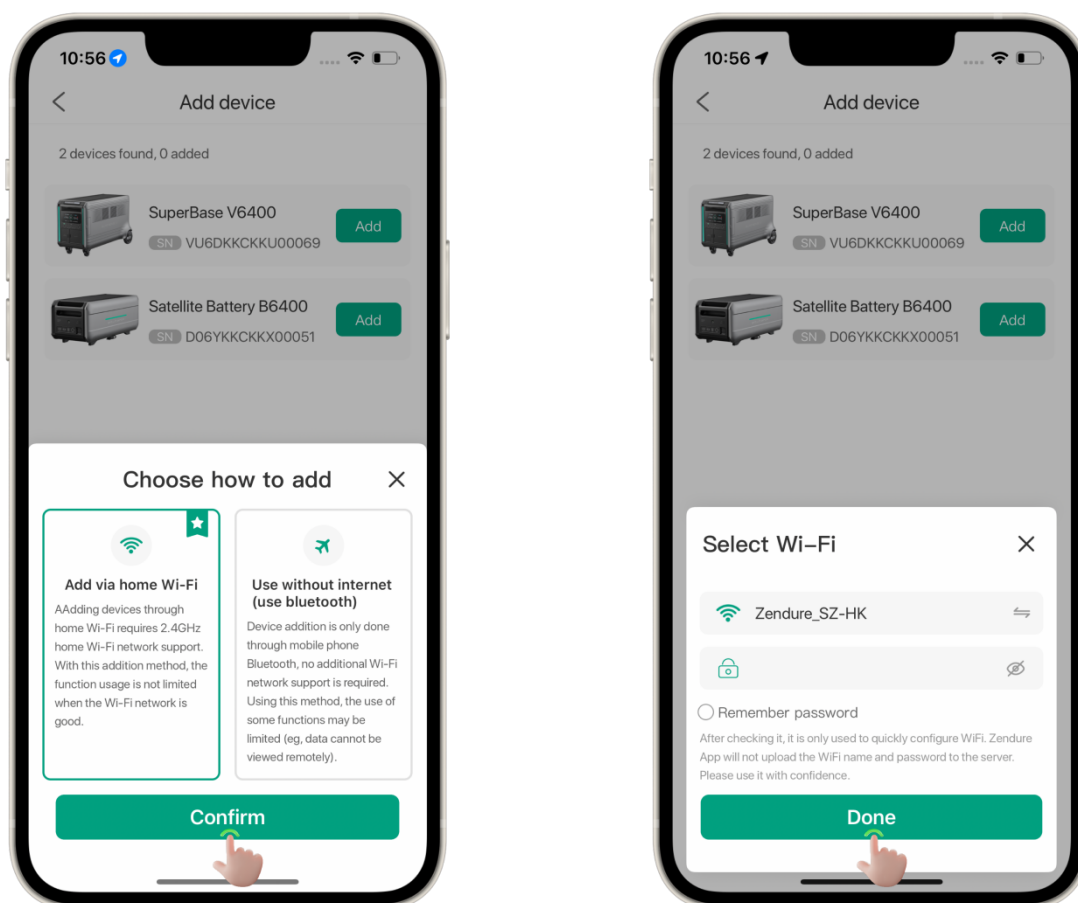 10:56
Add device
2 devices found, 0 added
SuperBase V6400
SN VU6DKKCKKU00069
Add
Satellite Battery B6400
SN D06YKKCKKX00051
Add
Choose how to add
Add via home Wi-Fi
AAdding devices through
home Wi-Fi requires 2.4GHz
home Wi-Fi network support.
With this addition method, the
function usage is not limited
when the Wi-Fi network is
good.
Use without internet
(use bluetooth)
Device addition is only done
through mobile phone
Bluetooth, no additional Wi-Fi
network support is required.
Using this method, the use of
some functions may be
limited (eg, data cannot be
viewed remotely).
Confirm
10:56
Add device
2 devices found, 0 added
SuperBase V6400
SN VU6DKKCKKU00069
Add
Satellite Battery B6400
SN D06YKKCKKX00051
Add
Select Wi-Fi
Zendure_SZ-HK
Remember password
After checking it, it is only used to quickly configure WiFi. Zendure
App will not upload the WiFi name and password to the server.
Please use it with confidence.
Done